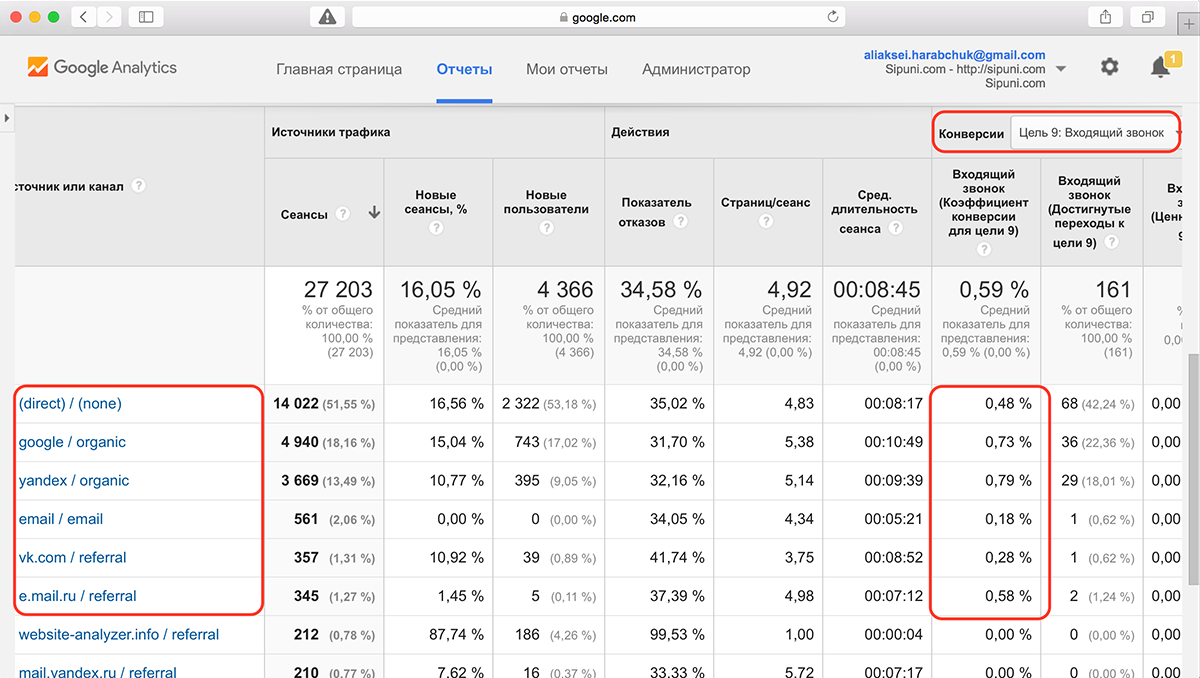 google.com
Google Analytics
Главная страница
Отчеты
Мои отчеты
Администратор
aliaksei.harabchuk@gmail.com
Sipuni.com - http://sipuni.com
Sipuni.com
1
Источники трафика
Действия
Конверсии Цель 9: Входящий звонок
сточник или канал ?
Сеансы ?
Новые
сеансы, %
?
Новые
пользователи
?
Показатель
отказов ?
Страниц/сеанс
?
Сред.
длительность
сеанса ?
Входящий
звонок
(Коэффициент
конверсии
для цели 9)
?
Входящий
звонок
(Достигнутые
переходы к
цели 9) ?
Вх
з
(Ценн
9
27 203
% от общего
количества:
100,00 %
(27 203)
16,05 %
Средний
показатель для
представления:
16,05 %
(0,00 %)
4 366
% от общего
количества:
100,00 %
(4 366)
34,58 %
Средний
показатель для
представления:
34,58 %
(0,00 %)
4,92
Средний
показатель для
представления:
4,92 (0,00 %)
00:08:45
Средний
показатель для
представления:
00:08:45
(0,00 %)
0,59 %
Средний
показатель для
представления:
0,59 % (0,00 %)
161
% от общего
количества:
100,00 %
(161)
%
0,0
(direct) / (none) 14 022 (51,55 %) 16,56 % 2 322 (53,18 %) 35,02 % 4,83 00:08:17 0,48 % 68 (42,24 %) 0,00
google / organic 4 940 (18,16 %) 15,04 % 743 (17,02 %) 31,70 % 5,38 00:10:49 0,73 % 36 (22,36 %) 0,00
yandex / organic 3 669 (13,49 %) 10,77 % 395 (9,05 %) 32,16 % 5,14 00:09:39 0,79 % 29 (18,01 %) 0,00
email / email 561 (2,06 %) 0,00 % 0 (0,00 %) 34,05 % 4,34 00:05:21 0,18 % 1 (0,62 %) 0,00
vk.com / referral 357 (1,31 %) 10,92 % 39 (0,89 %) 41,74 % 3,75 00:08:52 0,28 % 1 (0,62 %) 0,00
e.mail.ru / referral 345 (1,27 %) 1,45 % 5 (0,11 %) 37,39 % 4,98 00:07:12 0,58 % 2 (1,24 %) 0,00
website-analyzer.info / referral 212 (0,78 %) 87,74 % 186 (4,26 %) 99,53 % 1,00 00:00:04 0,00 % 0 (0,00 %) 0,00
mail.yandex.ru / referral 210 (0,77 %) 7,62 % 16 (0,37 %) 33,33 % 5,72 00:07:17 0,00 % 0 (0,00 %) 0,00